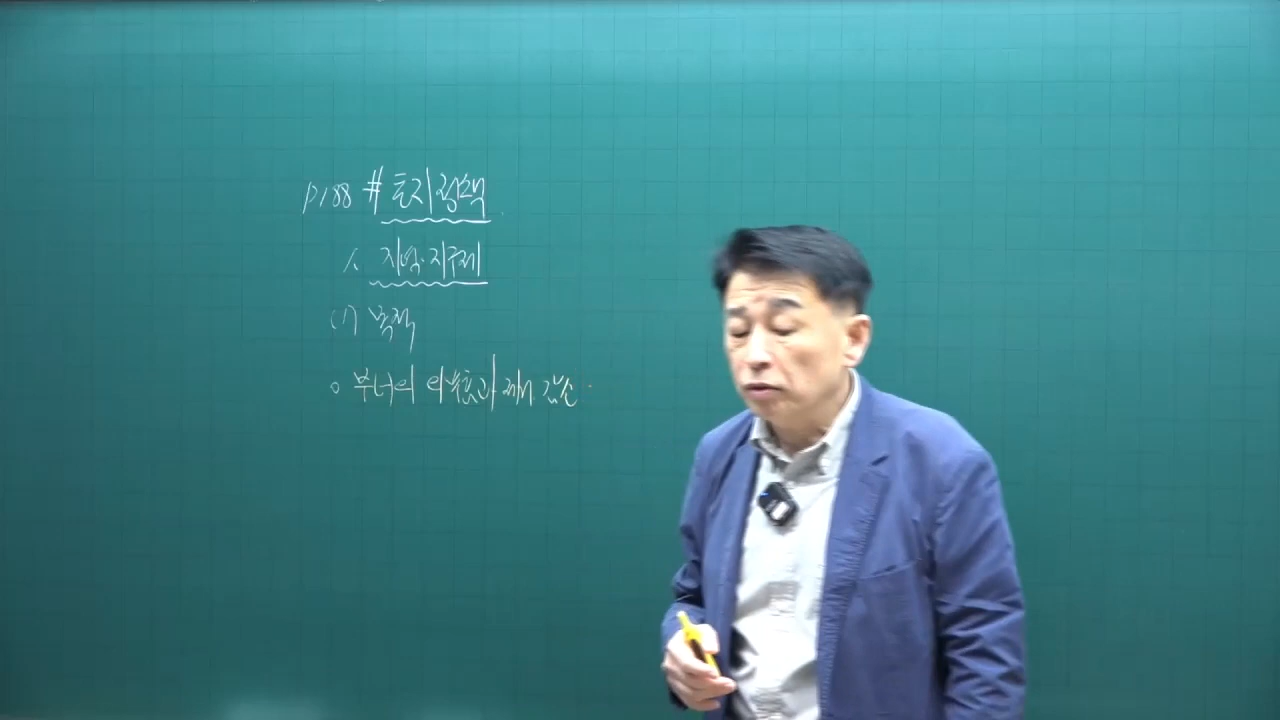 P188 # 토지정책
1. 지역·지구제
(1) 목적
○ 부(-)의 외부효과 제거. 감소